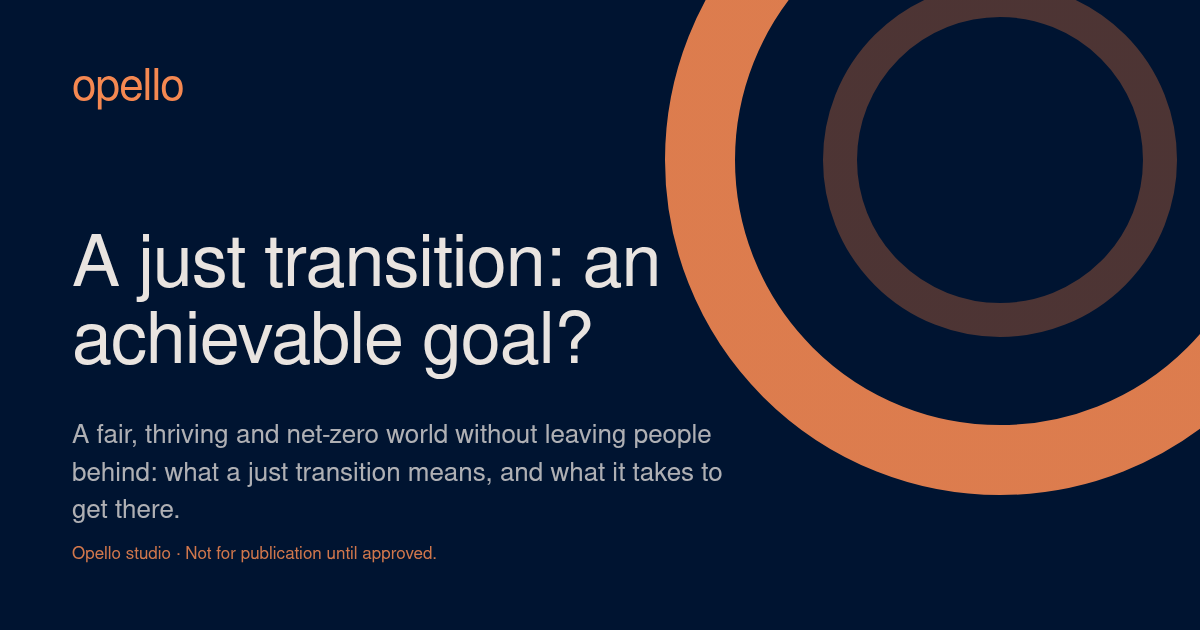 opello
A just transition: an
achievable goal?
A fair, thriving and net-zero world without leaving people
behind: what a just transition means, and what it takes to
get there.
Opello studio · Not for publication until approved.